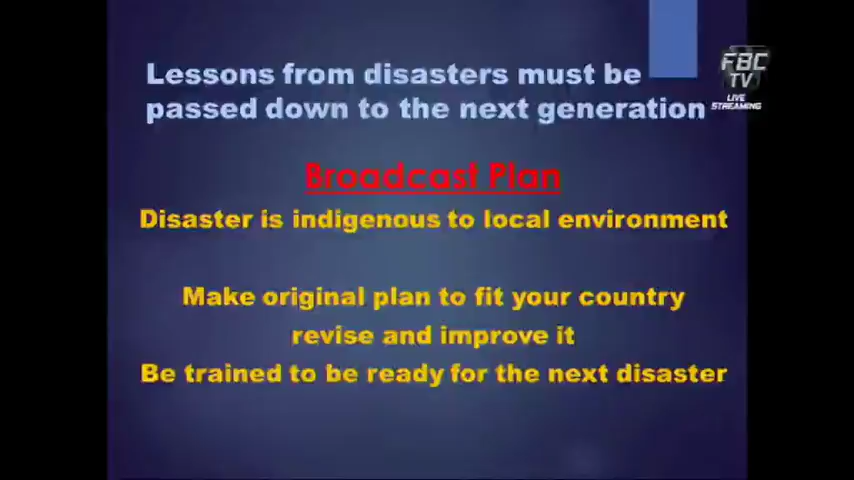 Lessons from disasters must be
passed down to the next generation
FBC
TV
LIVE
STREAMING
Broadcast Plan
Disaster is indigenous to local environment
Make original plan to fit your country
revise and improve it
Be trained to be ready for the next disaster